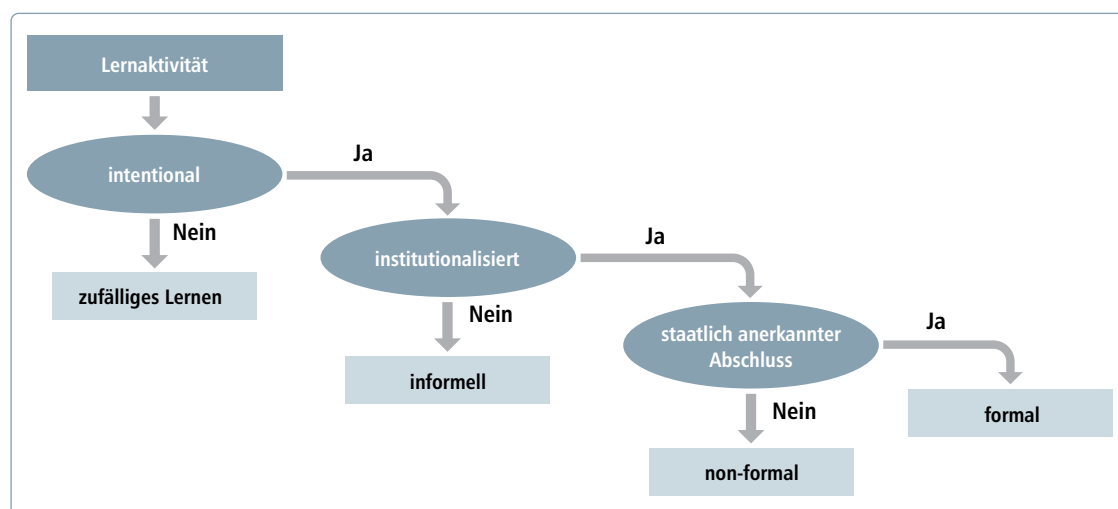 Lernaktivität
intentional
Ja
Nein
zufälliges Lernen
institutionalisiert
Ja
Nein
informell
staatlich anerkannter
Abschluss
Ja
Nein
formal
non-formal